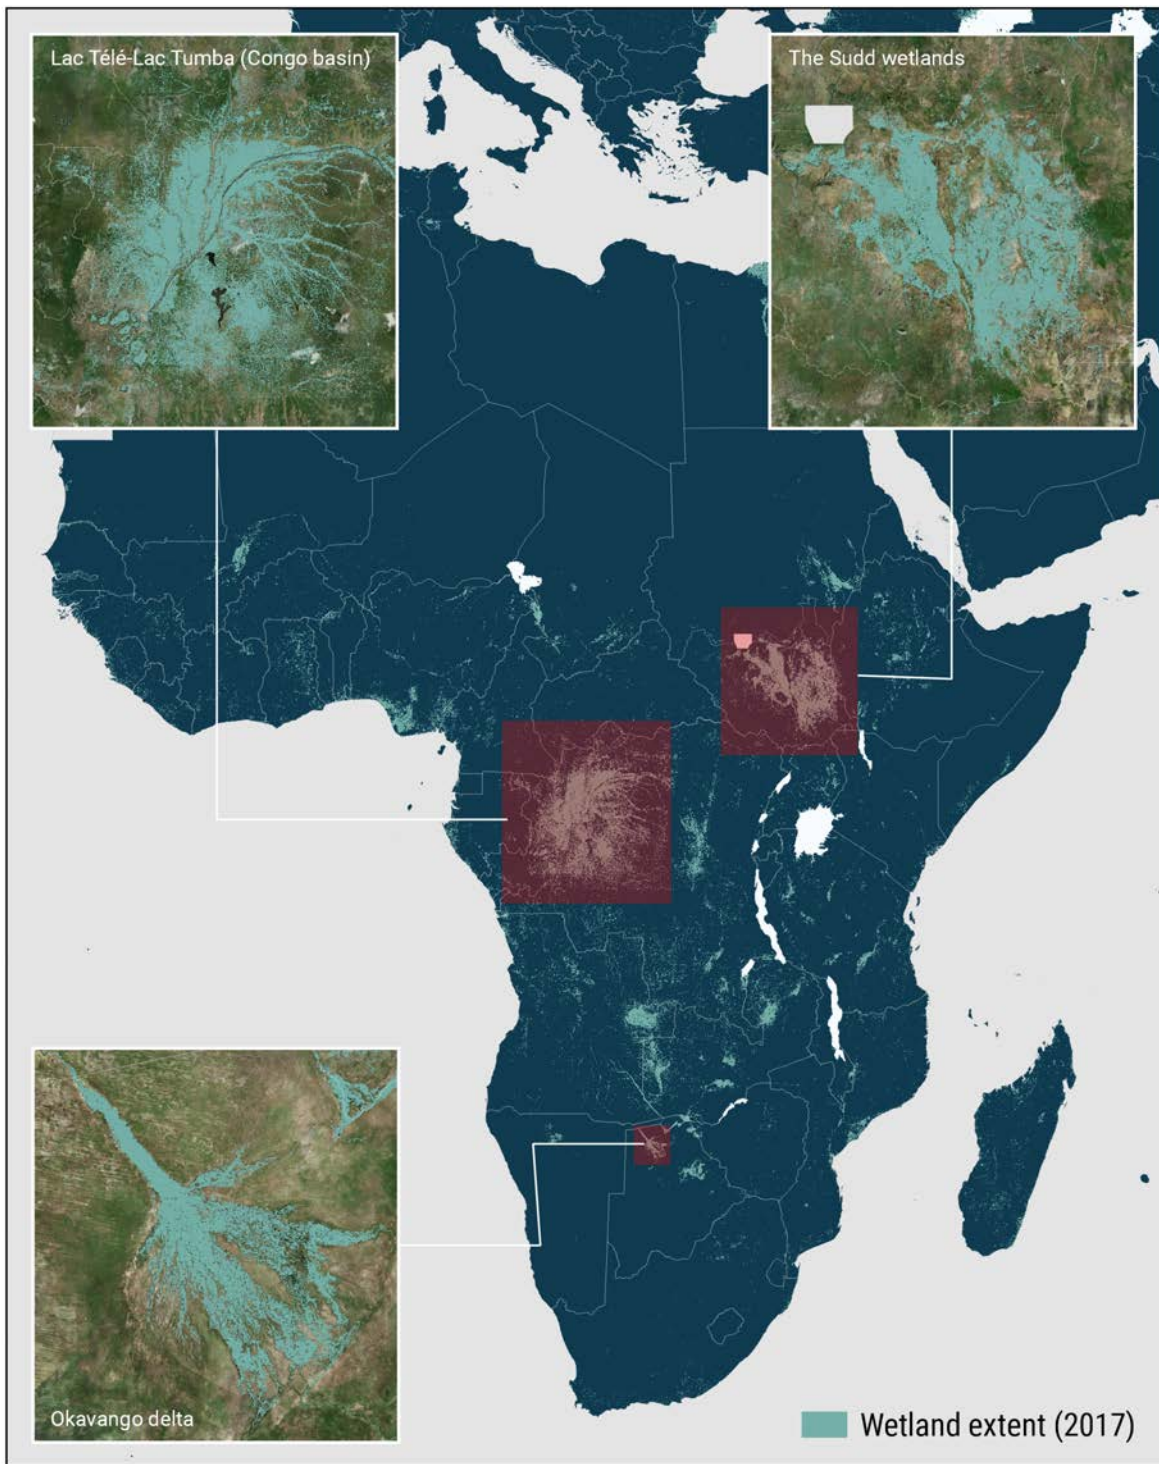 Lac Télé-Lac Tumba (Congo basin)
The Sudd wetlands
Okavango delta
Wetland extent (2017)